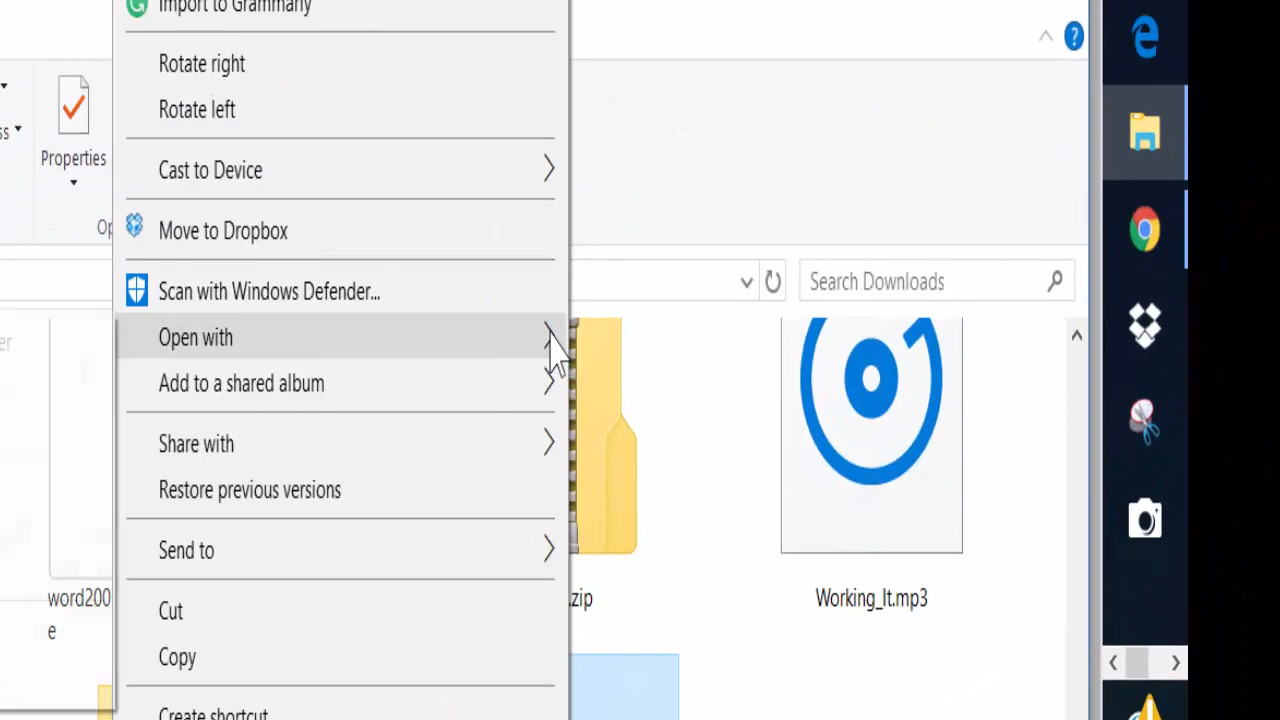 Import to Grammarly
Rotate right
Rotate left
Cast to Device
Properties
Move to Dropbox
Scan with Windows Defender...
Search Downloads
Open with
Add to a shared album
Share with
Restore previous versions
Send to
word200
e
.zip
Working_It.mp3
Cut
Copy
Create shortcut